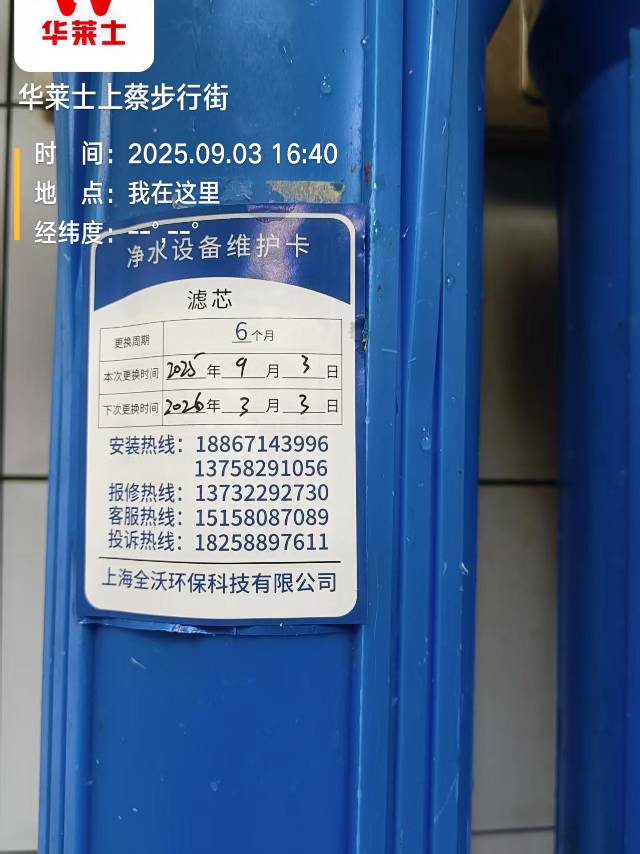 华莱士
华莱士上蔡步行街
时 间：2025.09.03 16:40
地 点：我在这里
经纬度：--°,--°
净水设备维护卡
滤芯
更换周期 6个月
本次更换时间 2025年 9月 3日
下次更换时间 2026年 3月 3日
安装热线：18867143996
13758291056
报修热线：13732292730
客服热线：15158087089
投诉热线：18258897611
上海全沃环保科技有限公司